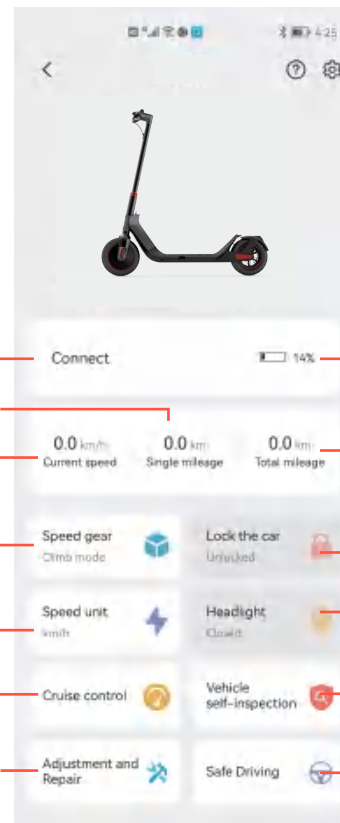 4:25
Connect
14%
0.0 km/h 0.0 km 0.0 km
Current speed Single mileage Total mileage
Speed gear
Climb mode
Lock the car
Unlocked
Speed unit
km/h
Headlight
Closed
Cruise control
Vehicle
self-inspection
Adjustment and
Repair
Safe Driving